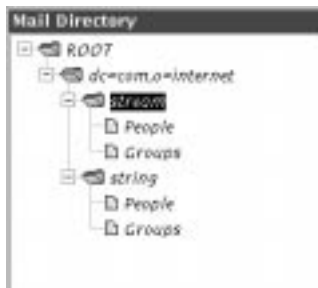 Mail Directory
ROOT
dc=com,o=internet
stream
People
Groups
string
People
Groups